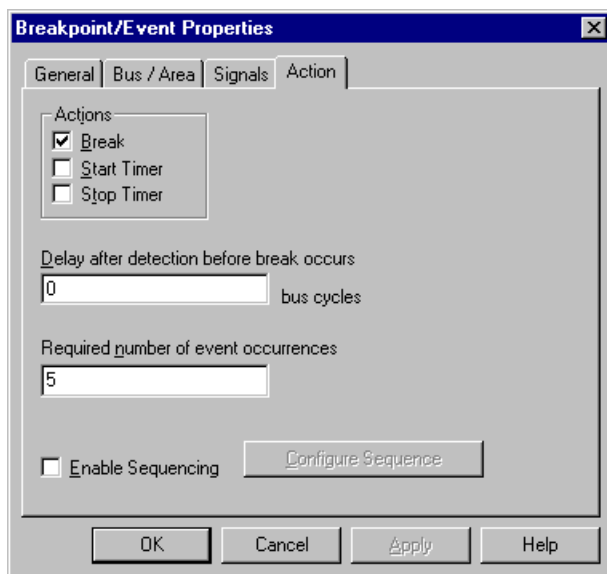 Breakpoint/Event Properties
General Bus / Area Signals Action
Actions
Break
Start Timer
Stop Timer
Delay after detection before break occurs
0 bus cycles
Required number of event occurrences
5
Enable Sequencing Configure Sequence
OK Cancel Apply Help